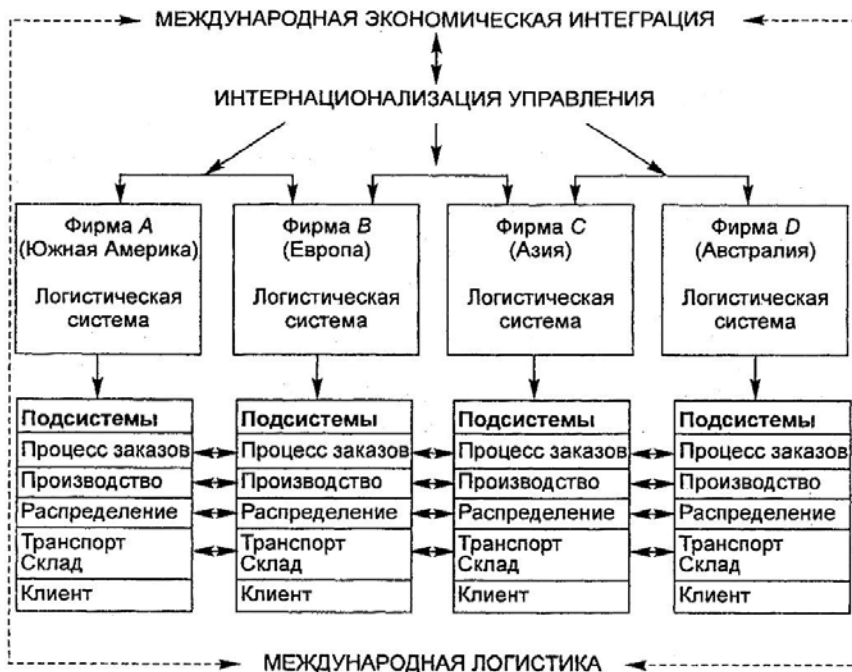 МЕЖДУНАРОДНАЯ ЭКОНОМИЧЕСКАЯ ИНТЕГРАЦИЯ
ИНТЕРНАЦИОНАЛИЗАЦИЯ УПРАВЛЕНИЯ
Фирма A
(Южная Америка)
Логистическая
система
Фирма B
(Европа)
Логистическая
система
Фирма C
(Азия)
Логистическая
система
Фирма D
(Австралия)
Логистическая
система
Подсистемы
Процесс заказов
Производство
Распределение
Транспорт
Склад
Клиент
Подсистемы
Процесс заказов
Производство
Распределение
Транспорт
Склад
Клиент
Подсистемы
Процесс заказов
Производство
Распределение
Транспорт
Склад
Клиент
Подсистемы
Процесс заказов
Производство
Распределение
Транспорт
Склад
Клиент
МЕЖДУНАРОДНАЯ ЛОГИСТИКА